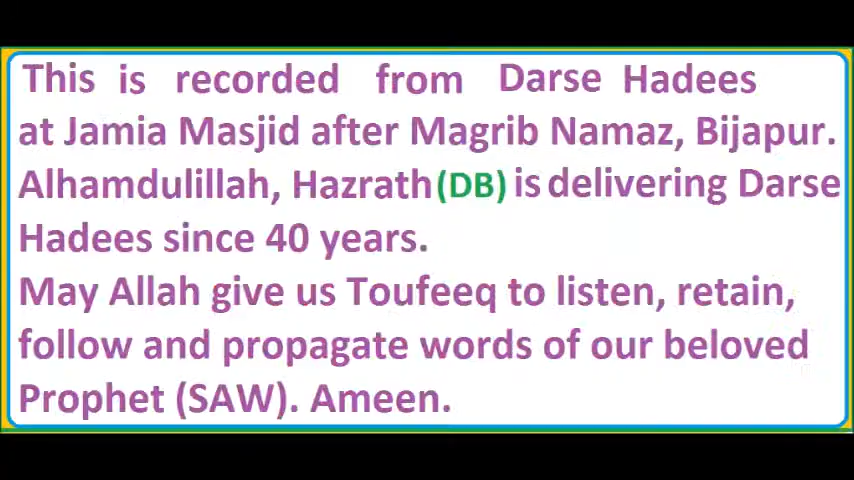 This is recorded from Darse Hadees
at Jamia Masjid after Magrib Namaz, Bijapur.
Alhamdulillah, Hazrath(DB) is delivering Darse
Hadees since 40 years.
May Allah give us Toufeeq to listen, retain,
follow and propagate words of our beloved
Prophet (SAW). Ameen.